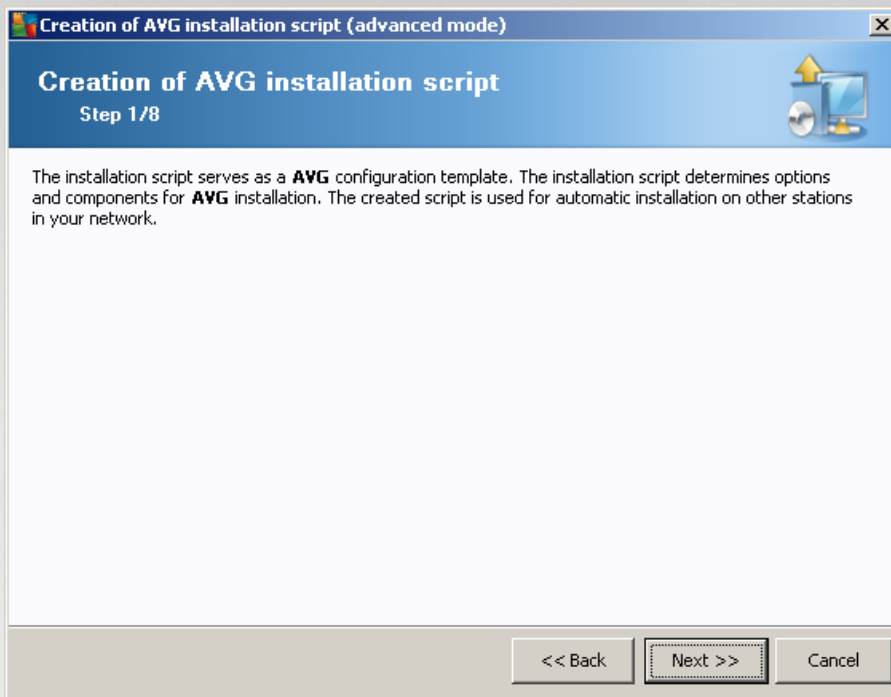 Creation of AVG installation script (advanced mode)
Creation of AVG installation script
Step 1/8
The installation script serves as a AVG configuration template. The installation script determines options
and components for AVG installation. The created script is used for automatic installation on other stations
in your network.
<< Back Next >> Cancel